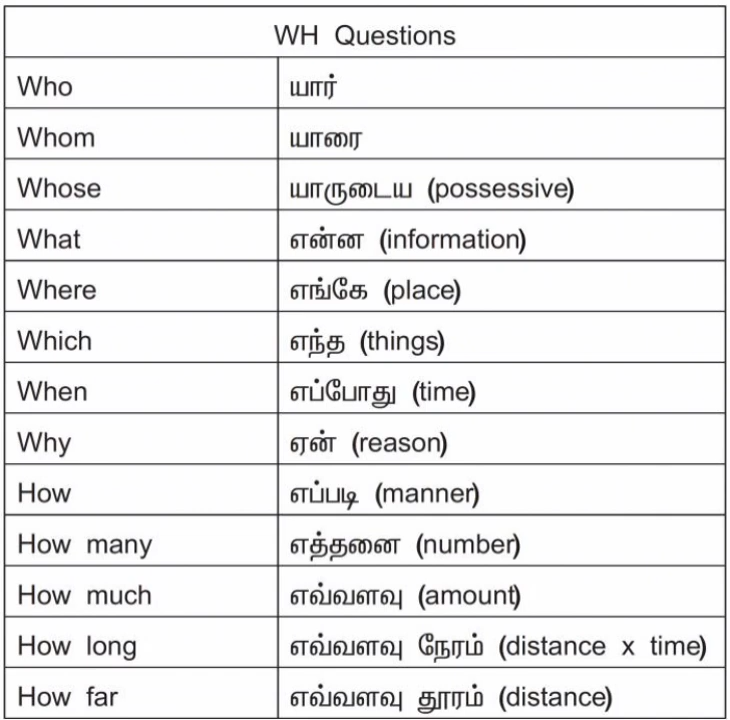 WH Questions
Who யார்
Whom யாரை
Whose யாருடைய (possessive)
What என்ன (information)
Where எங்கே (place)
Which எந்த (things)
When எப்போது (time)
Why ஏன் (reason)
How எப்படி (manner)
How many எத்தனை (number)
How much எவ்வளவு (amount)
How long எவ்வளவு நேரம் (distance x time)
How far எவ்வளவு தூரம் (distance)